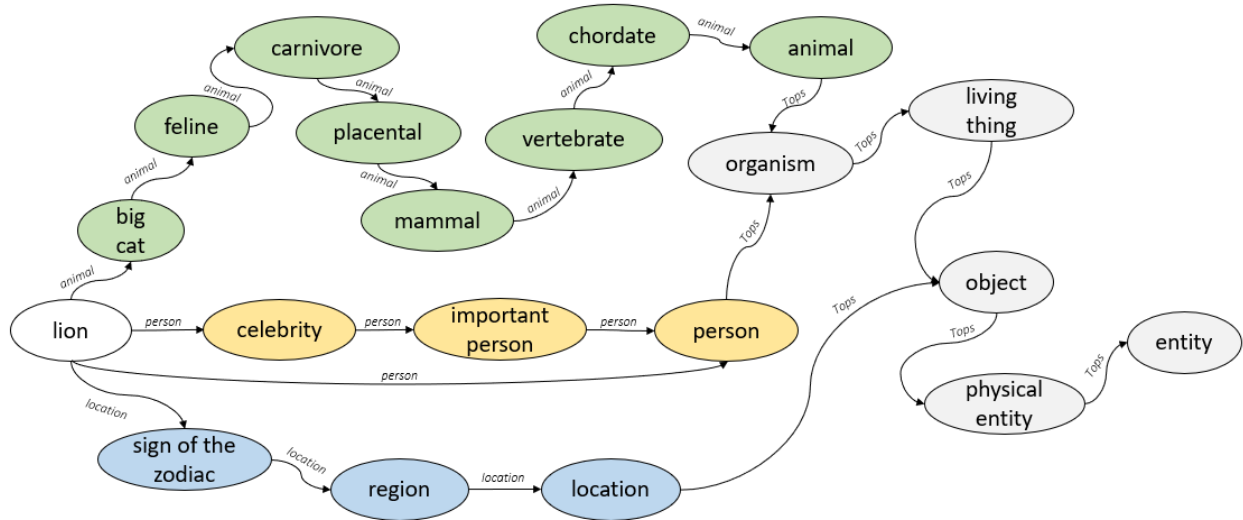 carnivore
animal
chordate
animal
animal
animal
feline
animal
placental
animal
vertebrate
Tops
organism
Tops
living
thing
animal
big
cat
animal
mammal
animal
Tops
Tops
animal
lion
person
celebrity
person
important
person
person
person
Tops
object
person
Tops
physical
entity
Tops
entity
location
sign of the
zodiac
location
region
location
location